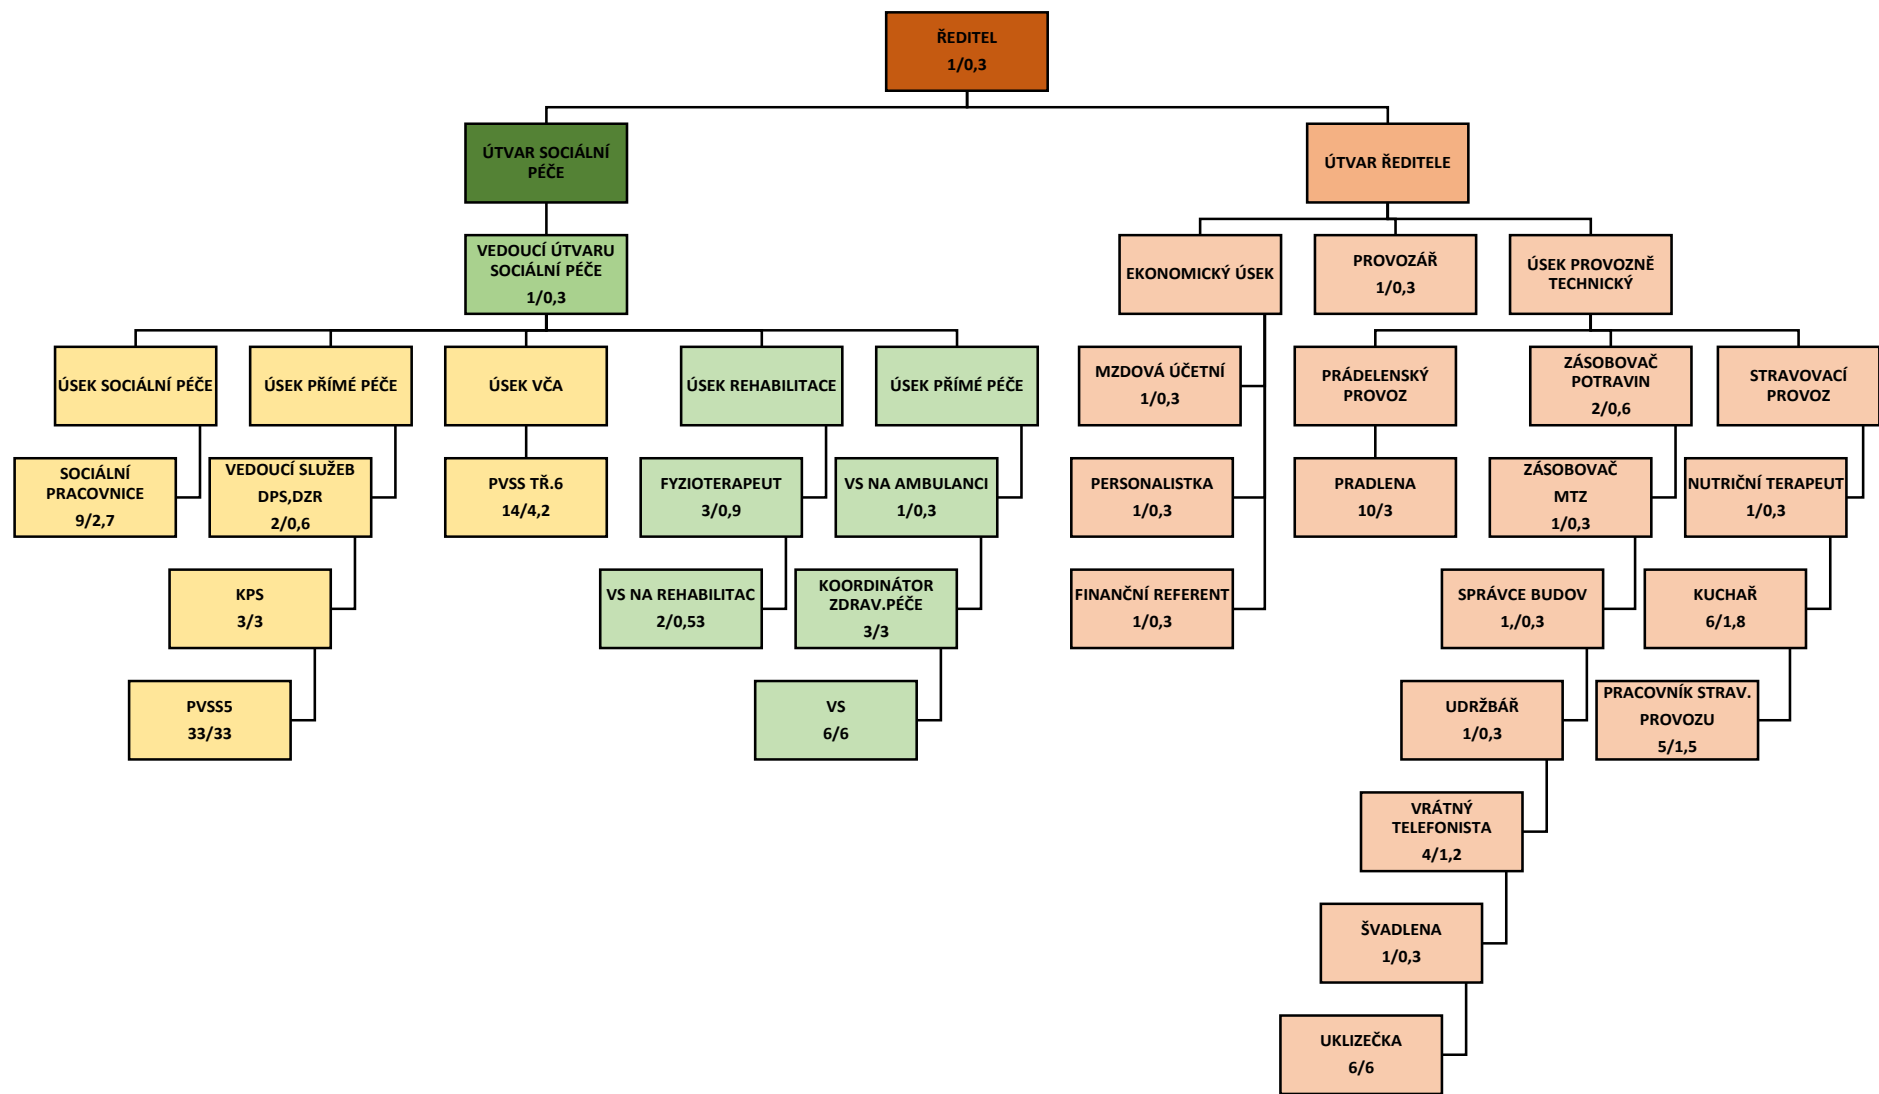 ŘEDITEL
1/0,3
ÚTVAR SOCIÁLNÍ
PÉČE
ÚTVAR ŘEDITELE
VEDOUCÍ ÚTVARU
SOCIÁLNÍ PÉČE
1/0,3
EKONOMICKÝ ÚSEK
PROVOZÁŘ
1/0,3
ÚSEK PROVOZNĚ
TECHNICKÝ
ÚSEK SOCIÁLNÍ PÉČE
ÚSEK PŘÍMÉ PÉČE
ÚSEK VČA
ÚSEK REHABILITACE
ÚSEK PŘÍMÉ PÉČE
MZDOVÁ ÚČETNÍ
1/0,3
PRÁDELENSKÝ
PROVOZ
ZÁSOBOVAČ
POTRAVIN
2/0,6
STRAVOVACÍ
PROVOZ
SOCIÁLNÍ
PRACOVNICE
9/2,7
VEDOUCÍ SLUŽEB
DPS,DZR
2/0,6
PVSS TŘ.6
14/4,2
FYZIOTERAPEUT
3/0,9
VS NA AMBULANCI
1/0,3
PERSONALISTKA
1/0,3
PRADLENA
10/3
ZÁSOBOVAČ
MTZ
1/0,3
NUTRIČNÍ TERAPEUT
1/0,3
KPS
3/3
VS NA REHABILITAC
2/0,53
KOORDINÁTOR
ZDRAV.PÉČE
3/3
FINANČNÍ REFERENT
1/0,3
SPRÁVCE BUDOV
1,/0,3
KUCHAŘ
6/1,8
PVSS5
33/33
VS
6/6
UDRŽBÁŘ
1/0,3
PRACOVNÍK STRAV.
PROVOZU
5/1,5
VRÁTNÝ
TELEFONISTA
4/1,2
ŠVADLENA
1/0,3
UKLIZEČKA
6/6